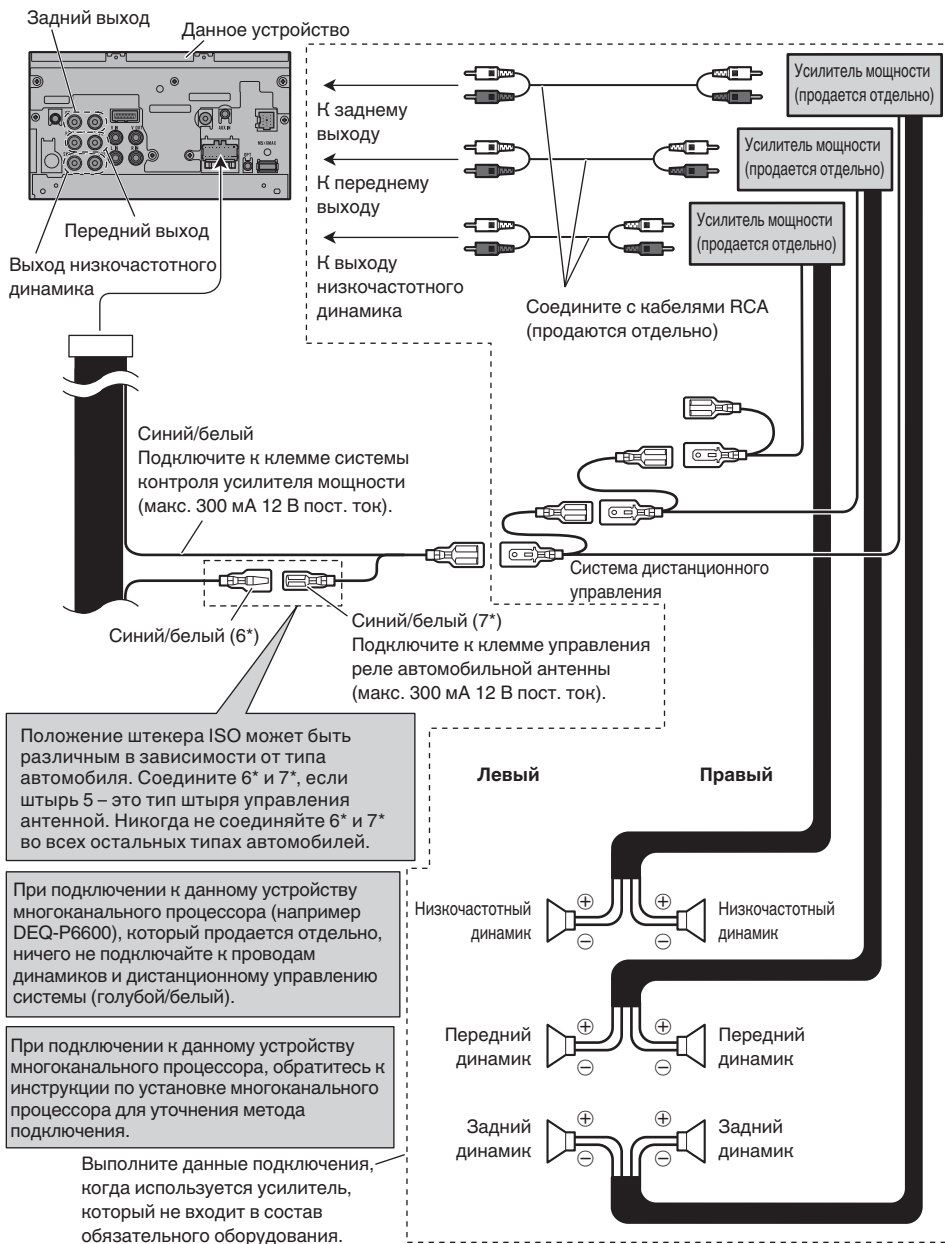 Задний выход
Данное устройство
Передний выход
Выход низкочастотного
динамика
К заднему
выходу
К переднему
выходу
К выходу
низкочастотного
динамика
Усилитель мощности
(продается отдельно)
Усилитель мощности
(продается отдельно)
Усилитель мощности
(продается отдельно)
Соедините с кабелями RCA
(продаются отдельно)
Синий/белый
Подключите к клемме системы
контроля усилителя мощности
(макс. 300 мА 12 В пост. ток).
Система дистанционного
управления
Синий/белый (6*)
Синий/белый (7*)
Подключите к клемме управления
реле автомобильной антенны
(макс. 300 мА 12 В пост. ток).
Положение штекера ISO может быть
различным в зависимости от типа
автомобиля. Соедините 6* и 7*, если
штырь 5 – это тип штыря управления
антенной. Никогда не соединяйте 6* и 7*
во всех остальных типах автомобилей.
При подключении к данному устройству
многоканального процессора (например
DEQ-P6600), который продается отдельно,
ничего не подключайте к проводам
динамиков и дистанционному управлению
системы (голубой/белый).
При подключении к данному устройству
многоканального процессора, обратитесь к
инструкции по установке многоканального
процессора для уточнения метода
подключения.
Выполните данные подключения,
когда используется усилитель,
который не входит в состав
обязательного оборудования.
Левый
Правый
Низкочастотный
динамик
⊕
⊖
⊕
⊖
Низкочастотный
динамик
Передний
динамик
⊕
⊖
⊕
⊖
Передний
динамик
Задний
динамик
⊕
⊖
⊕
⊖
Задний
динамик